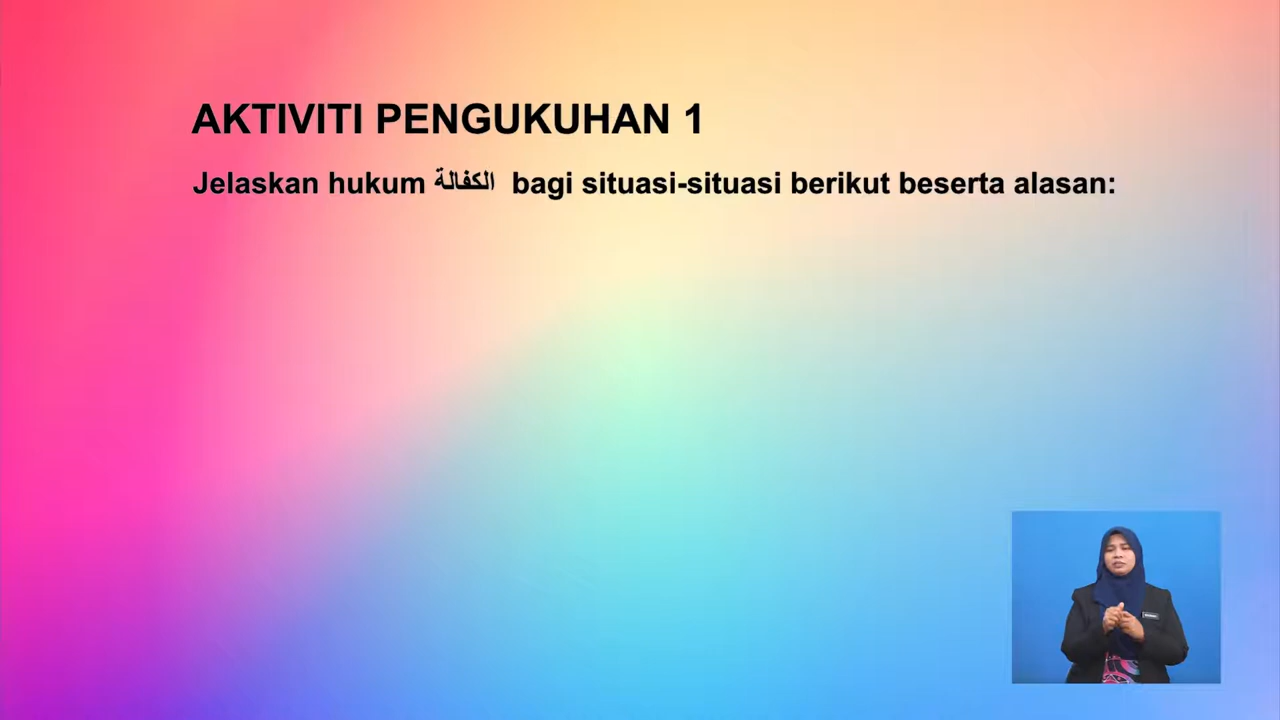 AKTIVITI PENGUKUHAN 1
Jelaskan hukum الكفالة bagi situasi-situasi berikut beserta alasan: